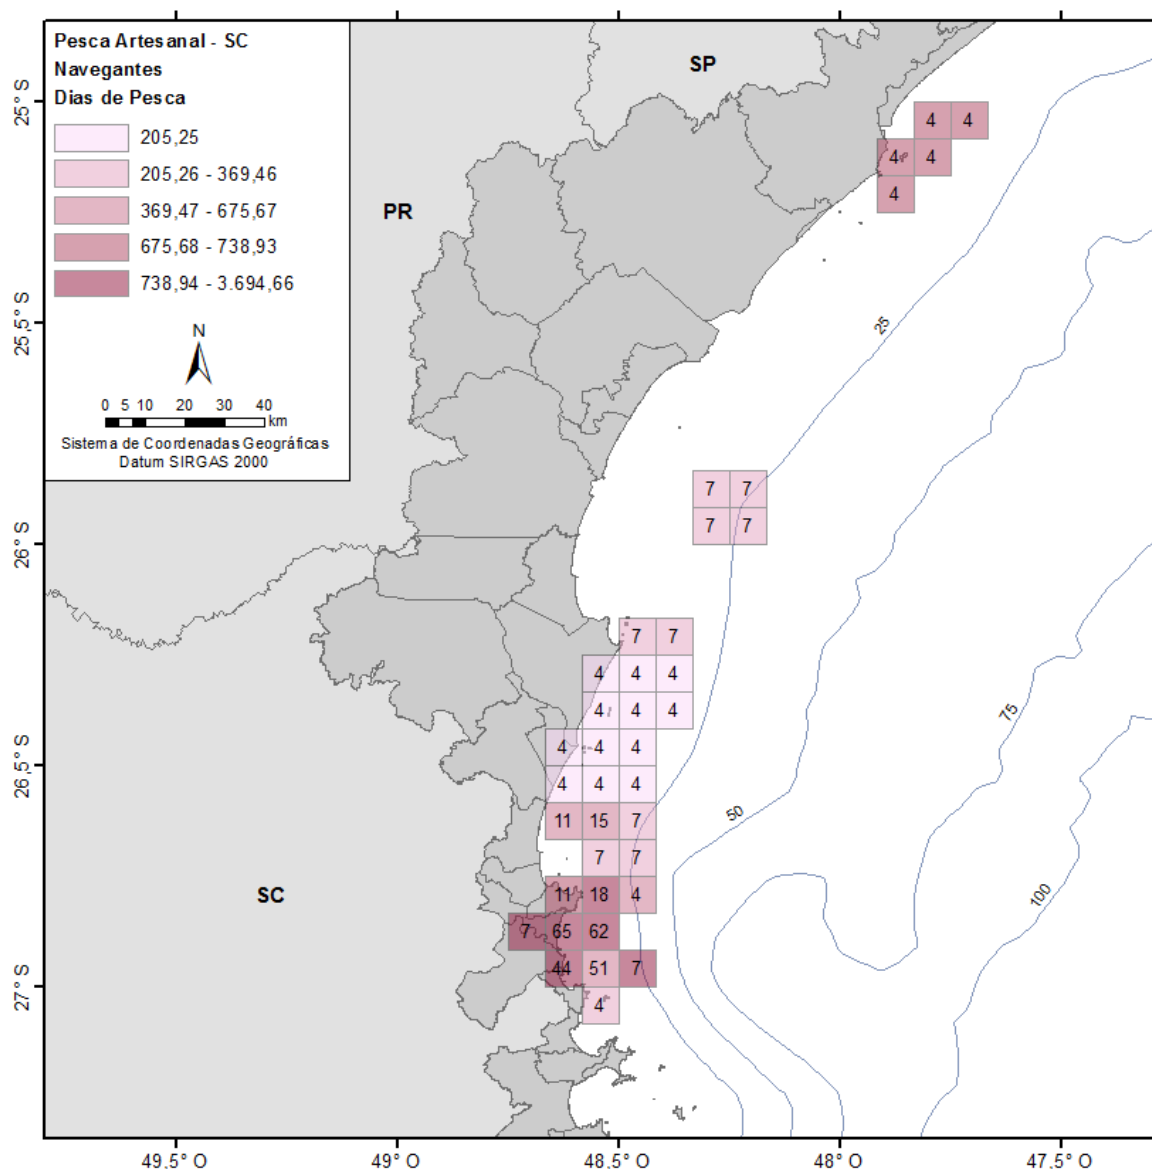 Pesca Artesanal - SC
Navegantes
Dias de Pesca
205,25
205,26 - 369,46
369,47 - 675,67
675,68 - 738,93
738,94 - 3.694,66
N
0 5 10 20 30 40
km
Sistema de Coordenadas Geográficas
Datum SIRGAS 2000
SP
PR
SC
25° S
25,5° S
26° S
26,5° S
27° S
4 4
4 4
4
25
7 7
7 7
7 7
4 4 4
4 4 4
4 4 4
4 4 4
11 15 7
7 7
11 18 4
7 65 62
44 51 7
4
50
75
100
49.5° O
49° O
48.5° O
48° O
47.5° O